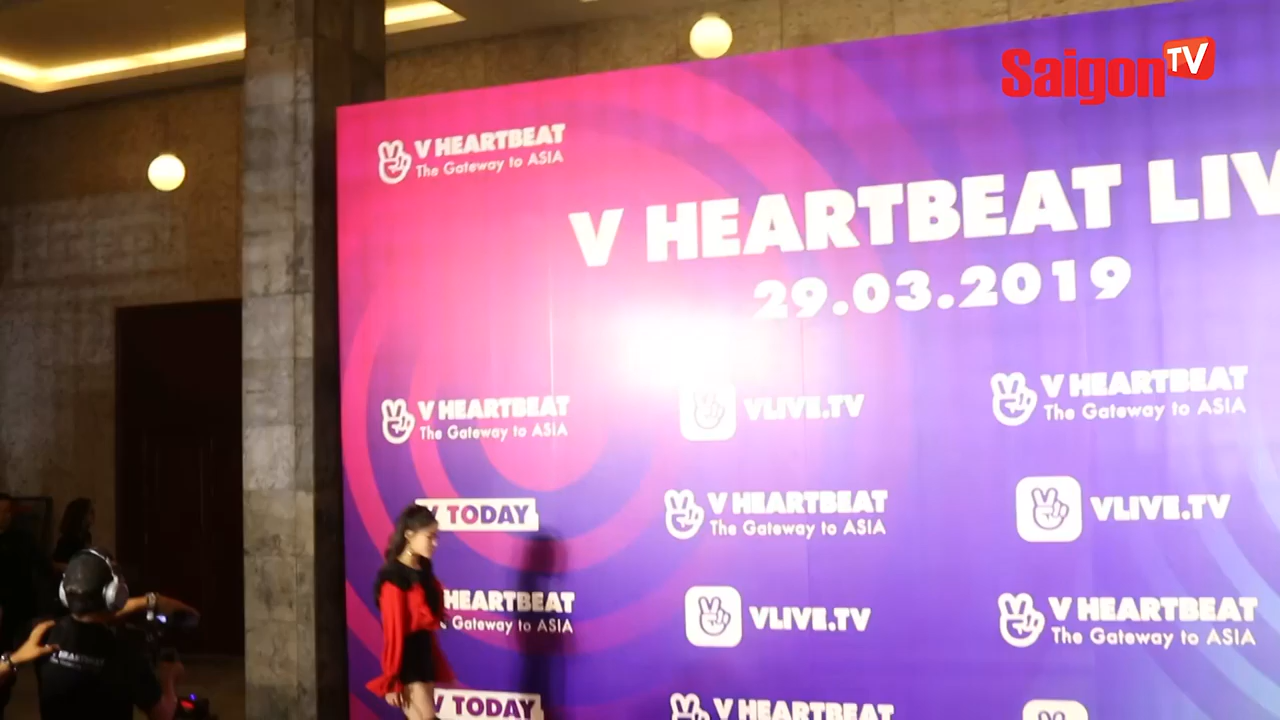 Saigon TV
V HEARTBEAT
The Gateway to ASIA
V HEARTBEAT LIV
29.03.2019
V HEARTBEAT
The Gateway to ASIA
VLIVE.TV
V HEARTBEAT
The Gateway to ASIA
V TODAY
V HEARTBEAT
The Gateway to ASIA
VLIVE.TV
HEARTBEAT
Gateway to ASIA
VLIVE.TV
V HEARTBEAT
The Gateway to ASIA
V TODAY
V HEARTBEAT